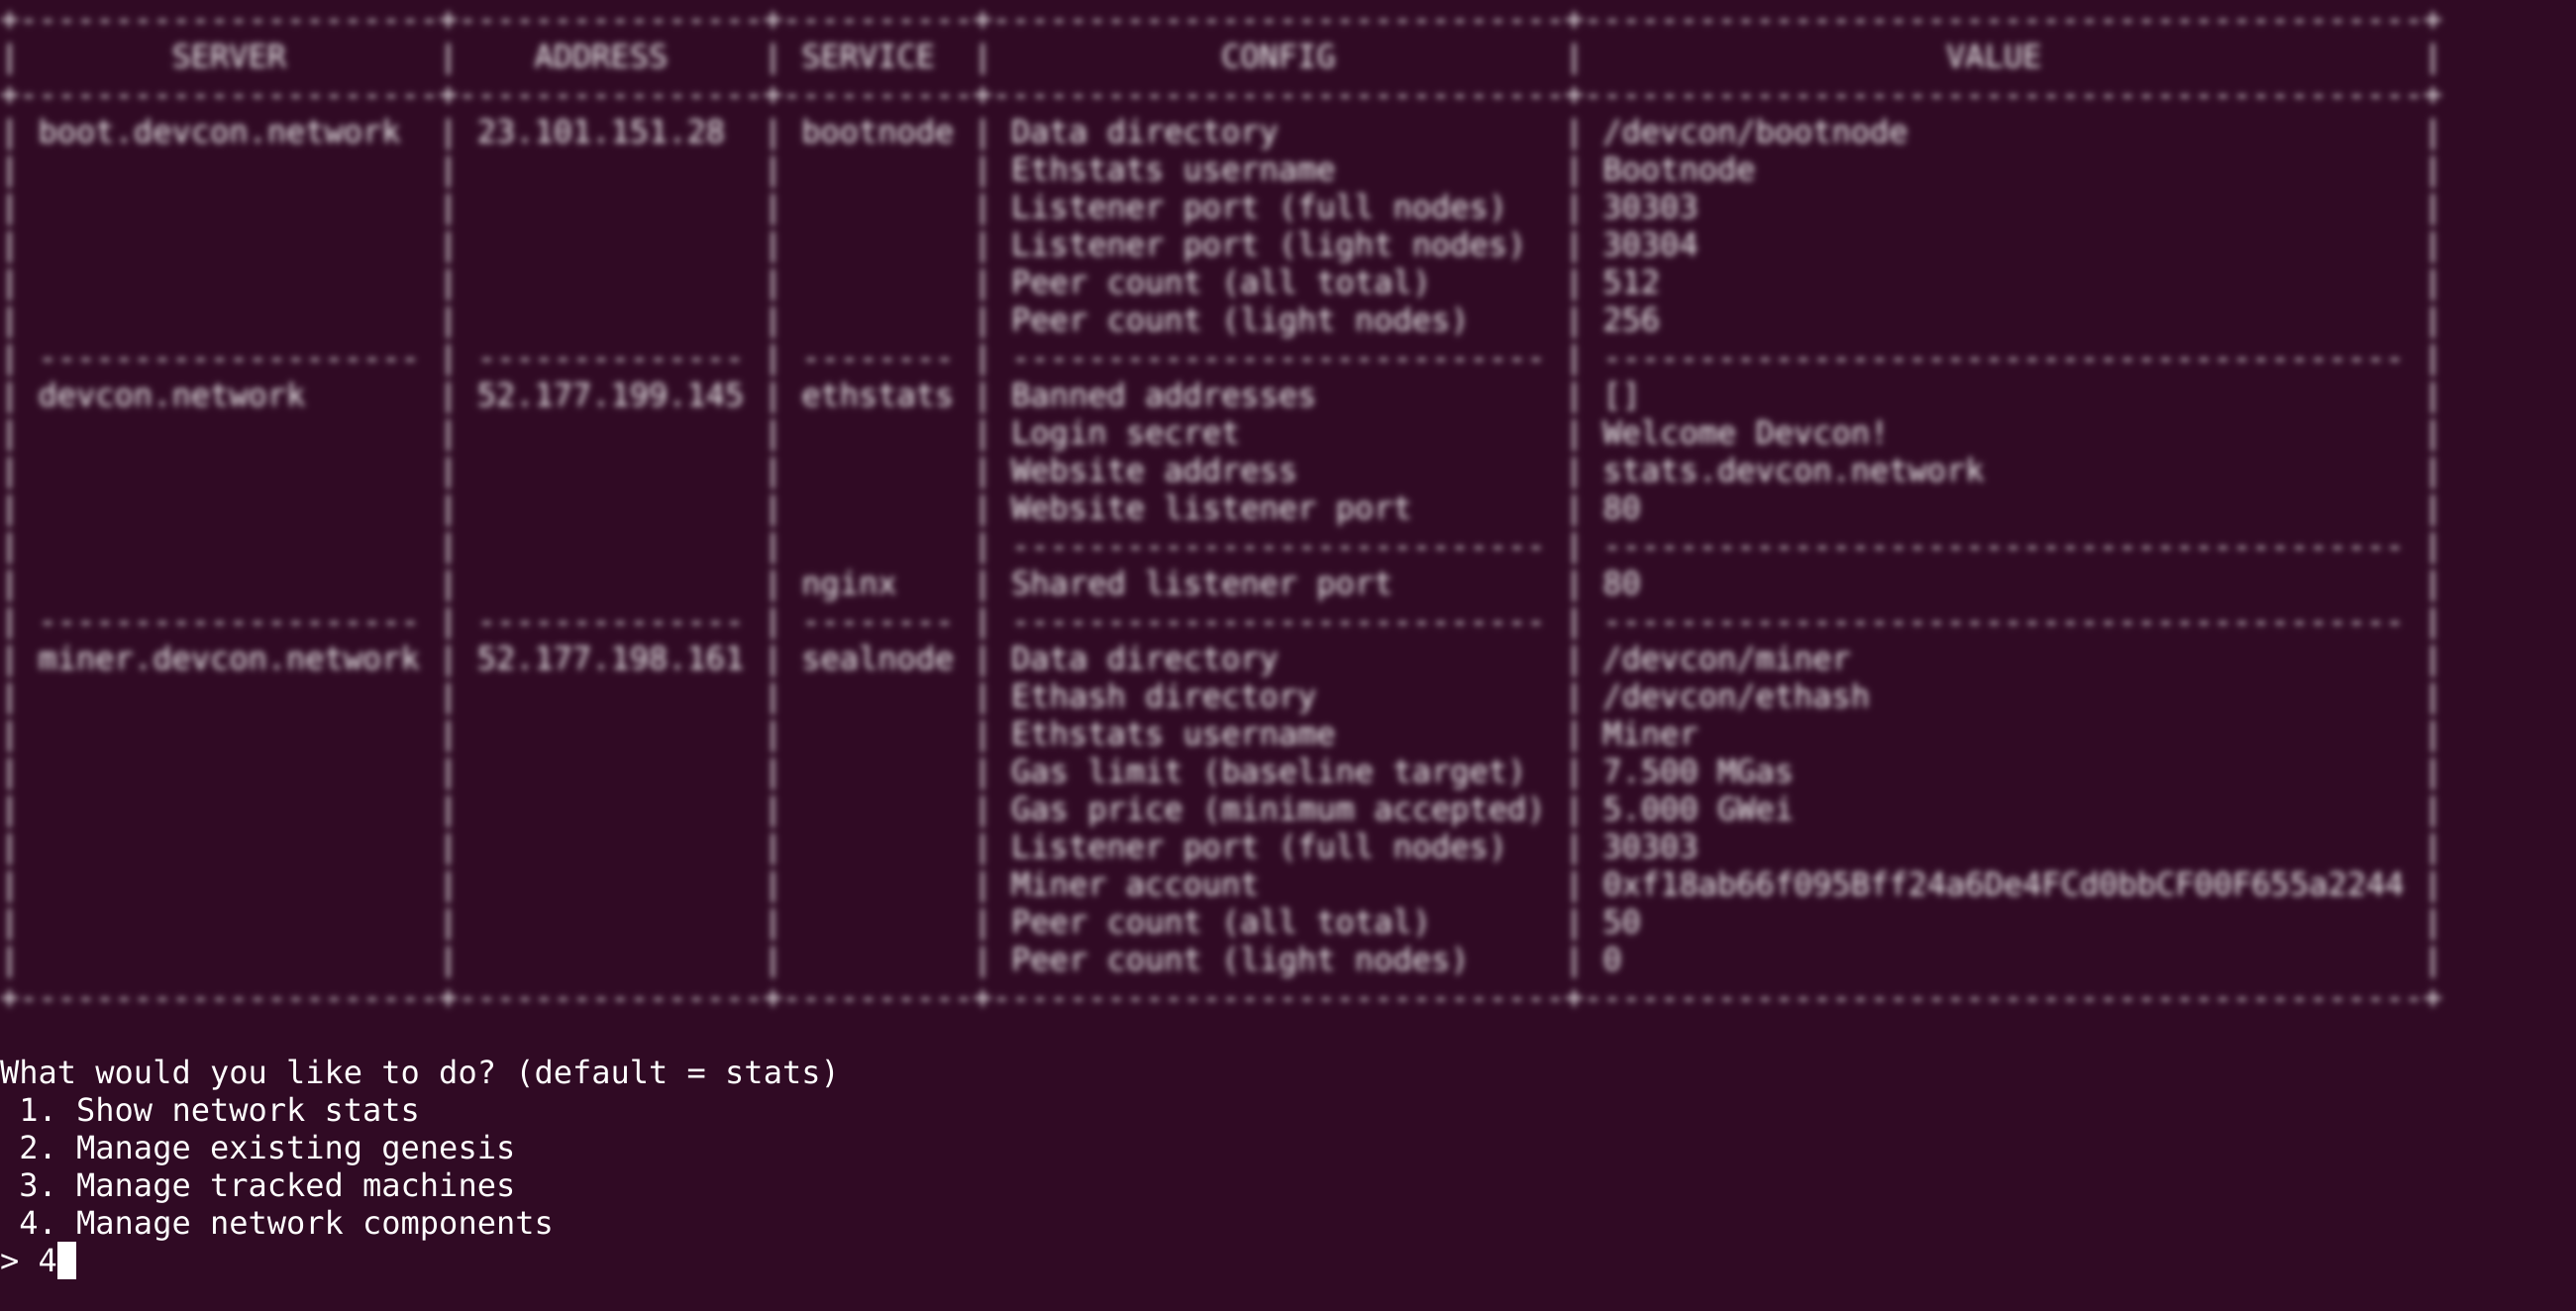 SERVER | ADDRESS | SERVICE | CONFIG | VALUE
boot.devcon.network | 23.101.151.28 | bootnode | Data directory | /devcon/bootnode
Ethstats username | Bootnode
Listener port (full nodes) | 30303
Listener port (light nodes) | 30304
Peer count (all total) | 512
Peer count (light nodes) | 256
devcon.network | 52.177.199.145 | ethstats | Banned addresses | []
Login secret | Welcome Devcon!
Website address | stats.devcon.network
Website listener port | 80
nginx | Shared listener port | 80
miner.devcon.network | 52.177.198.161 | sealnode | Data directory | /devcon/miner
Ethash directory | /devcon/ethash
Ethstats username | Miner
Gas limit (baseline target) | 7.500 MGas
Gas price (minimum accepted) | 5.000 GWei
Listener port (full nodes) | 30303
Miner account | 0xf18ab66f095Bff24a6De4FCd0bbCF00F655a2244
Peer count (all total) | 50
Peer count (light nodes) | 0
What would you like to do? (default = stats)
1. Show network stats
2. Manage existing genesis
3. Manage tracked machines
4. Manage network components
> 4